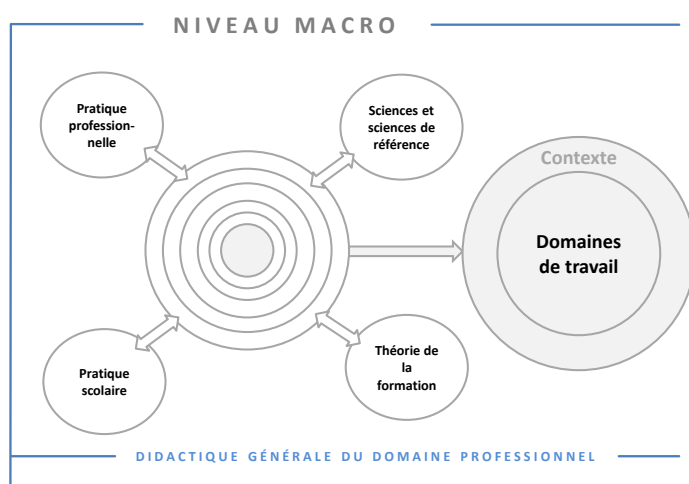 NIVEAU MACRO
Pratique
profession-
nelle
Sciences et
sciences de
référence
Contexte
Domaines
de travail
Pratique
scolaire
Théorie de
la
formation
DIDACTIQUE GÉNÉRALE DU DOMAINE PROFESSIONNEL